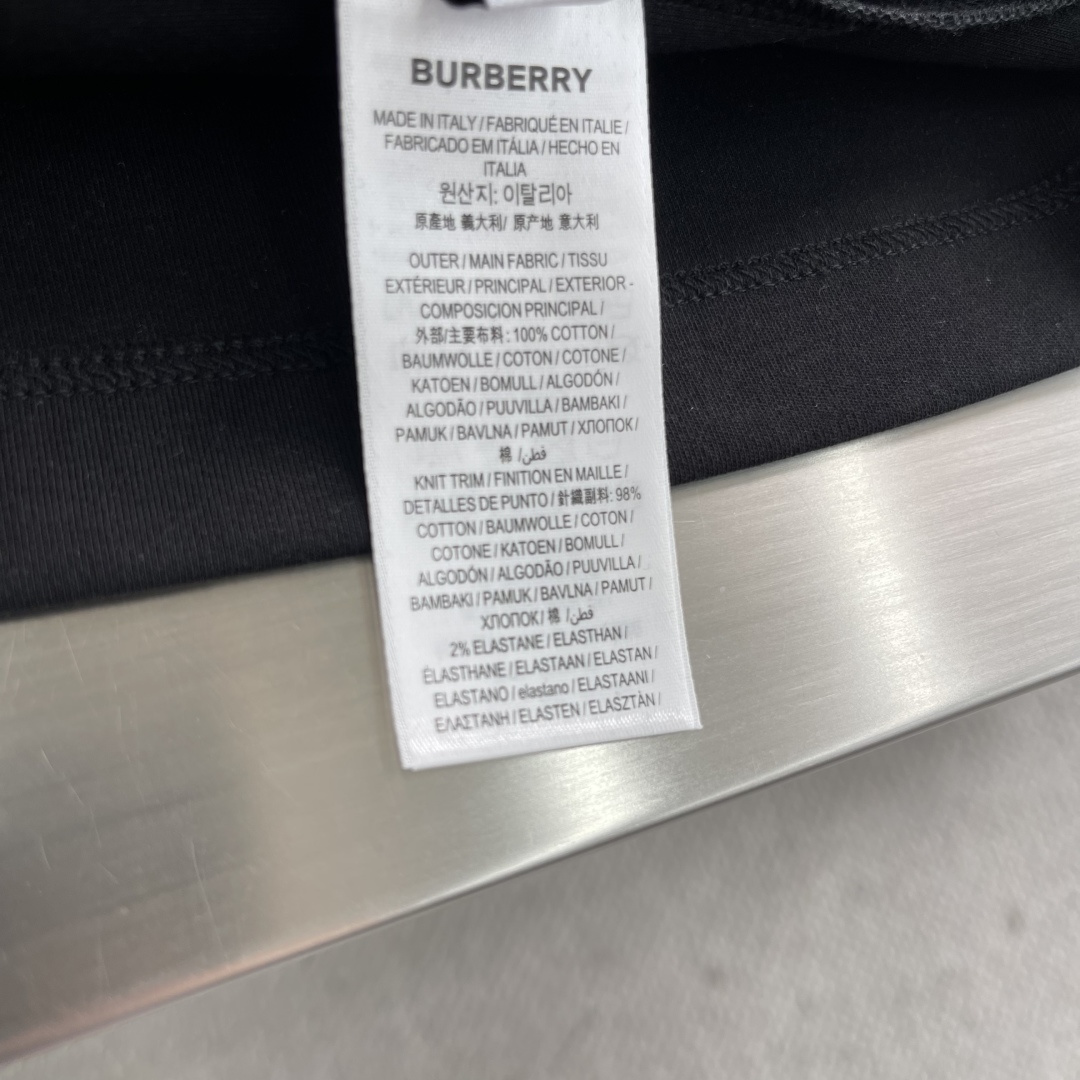 BURBERRY
MADE IN ITALY / FABRIQUÉ EN ITALIE /
FABRICADO EM ITÁLIA / HECHO EN
ITALIA
원산지: 이탈리아
原產地 義大利/ 原产地 意大利
OUTER / MAIN FABRIC / TISSU
EXTÉRIEUR / PRINCIPAL / EXTERIOR -
COMPOSICION PRINCIPAL /
外部/主要布料 : 100% COTTON /
BAUMWOLLE / COTON / COTONE /
KATOEN / BOMULL / ALGODÓN /
ALGODÃO / PUUVILLA / BAMBAKI /
PAMUK / BAVLNA / PAMUT / ХЛОПОК /
棉 / قطن/
KNIT TRIM / FINITION EN MAILLE /
DETALLES DE PUNTO / 針織副料: 98%
COTTON / BAUMWOLLE / COTON /
COTONE / KATOEN / BOMULL /
ALGODÓN / ALGODÃO / PUUVILLA /
BAMBAKI / PAMUK / BAVLNA / PAMUT /
ХЛОПОК / 棉 / قطن/
2% ELASTANE / ELASTHAN /
ÉLASTHANE / ELASTAAN / ELASTAN /
ELASTANO / elastano / ELASTAANI /
ΕΛΑΣΤΑΝΗ / ELASTEN / ELASZTÁN /